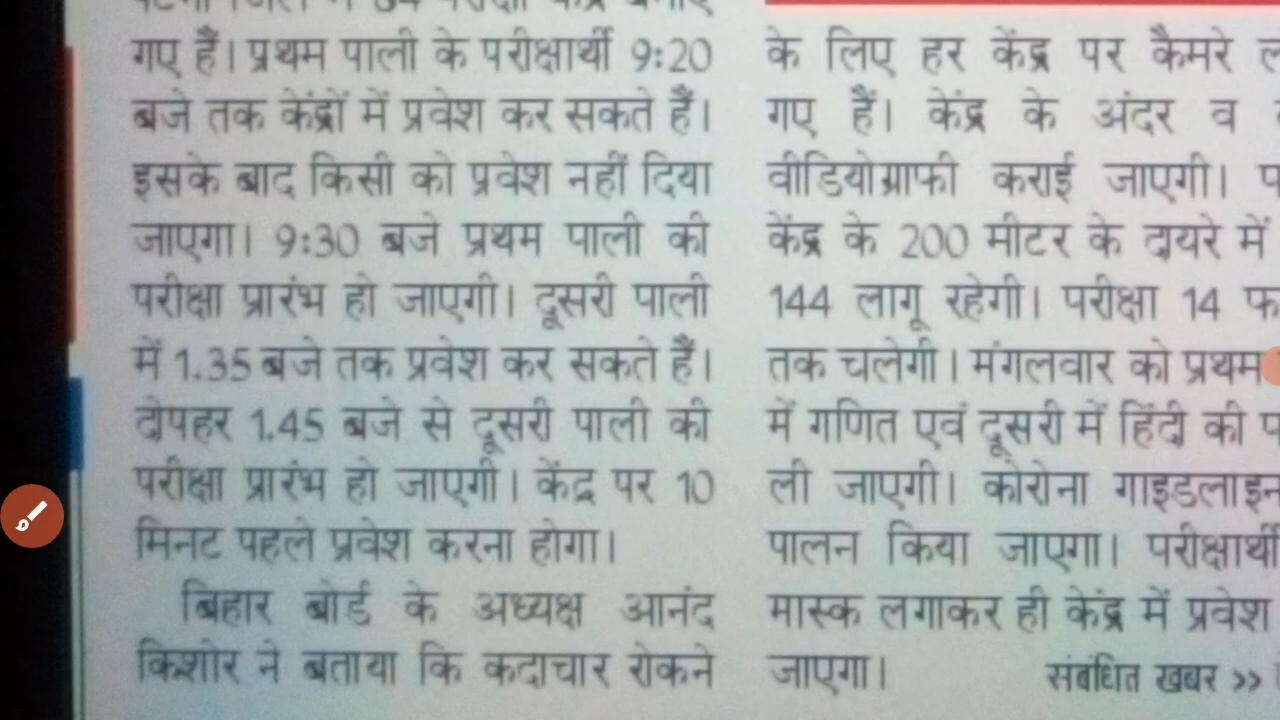 गए हैं। प्रथम पाली के परीक्षार्थी 9:20
बजे तक केंद्रों में प्रवेश कर सकते हैं।
इसके बाद किसी को प्रवेश नहीं दिया
जाएगा। 9:30 बजे प्रथम पाली की
परीक्षा प्रारंभ हो जाएगी। दूसरी पाली
में 1.35 बजे तक प्रवेश कर सकते हैं।
दोपहर 1.45 बजे से दूसरी पाली की
परीक्षा प्रारंभ हो जाएगी। केंद्र पर 10
मिनट पहले प्रवेश करना होगा।
बिहार बोर्ड के अध्यक्ष आनंद
किशोर ने बताया कि कदाचार रोकने
के लिए हर केंद्र पर कैमरे
गए हैं। केंद्र के अंदर व
वीडियोग्राफी कराई जाएगी।
केंद्र के 200 मीटर के दायरे में
144 लागू रहेगी। परीक्षा 14
तक चलेगी। मंगलवार को प्रथम
में गणित एवं दूसरी में हिंदी की
ली जाएगी। कोरोना गाइडलाइन
पालन किया जाएगा। परीक्षार्थी
मास्क लगाकर ही केंद्र में प्रवेश
जाएगा।
संबंधित खबर >>